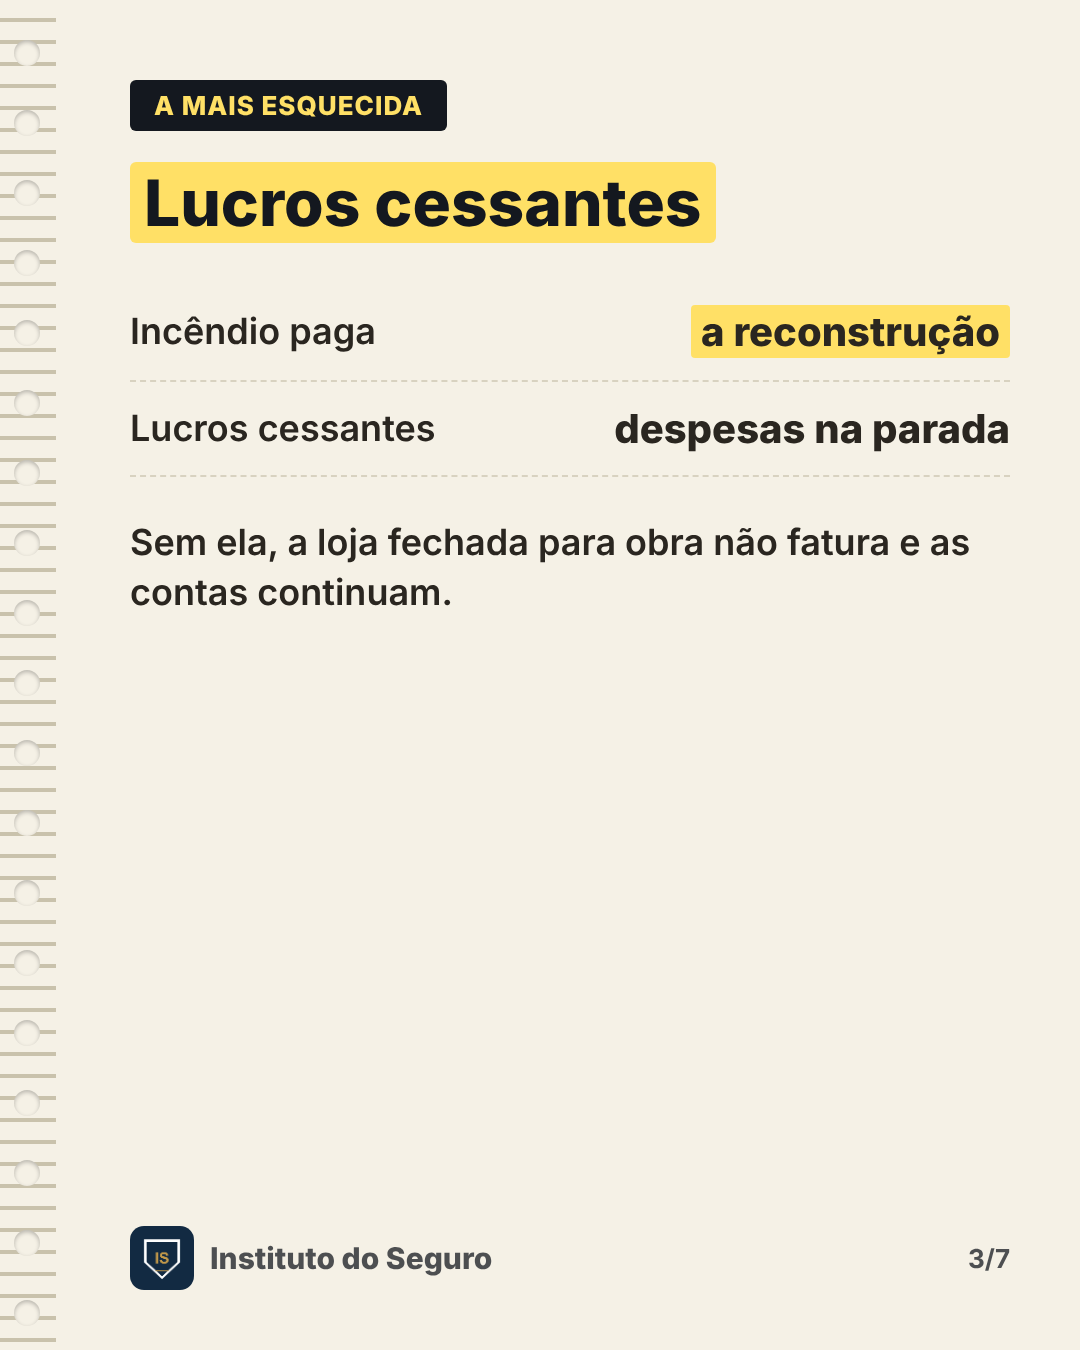 A MAIS ESQUECIDA
Lucros cessantes
Incêndio paga a reconstrução
Lucros cessantes despesas na parada
Sem ela, a loja fechada para obra não fatura e as
contas continuam.
IS Instituto do Seguro 3/7